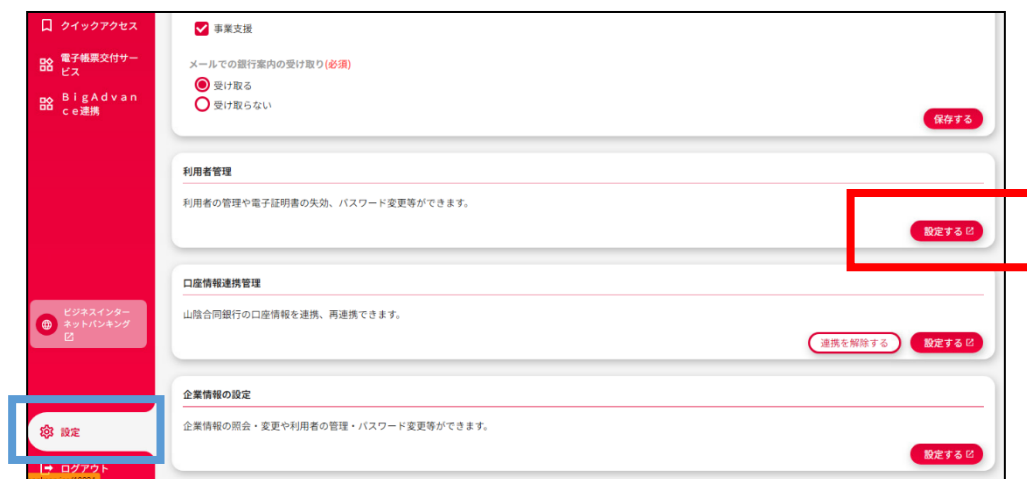 クイックアクセス
電子帳票交付サー
ビス
ＢｉｇＡｄｖａｎ
ｃｅ連携
ビジネスインター
ネットバンキング
設定
ログアウト
事業支援
メールでの銀行案内の受け取り(必須)
受け取る
受け取らない
保存する
利用者管理
利用者の管理や電子証明書の失効、パスワード変更等ができます。
設定する
口座情報連携管理
山陰合同銀行の口座情報を連携、再連携できます。
連携を解除する 設定する
企業情報の設定
企業情報の照会・変更や利用者の管理・パスワード変更等ができます。
設定する